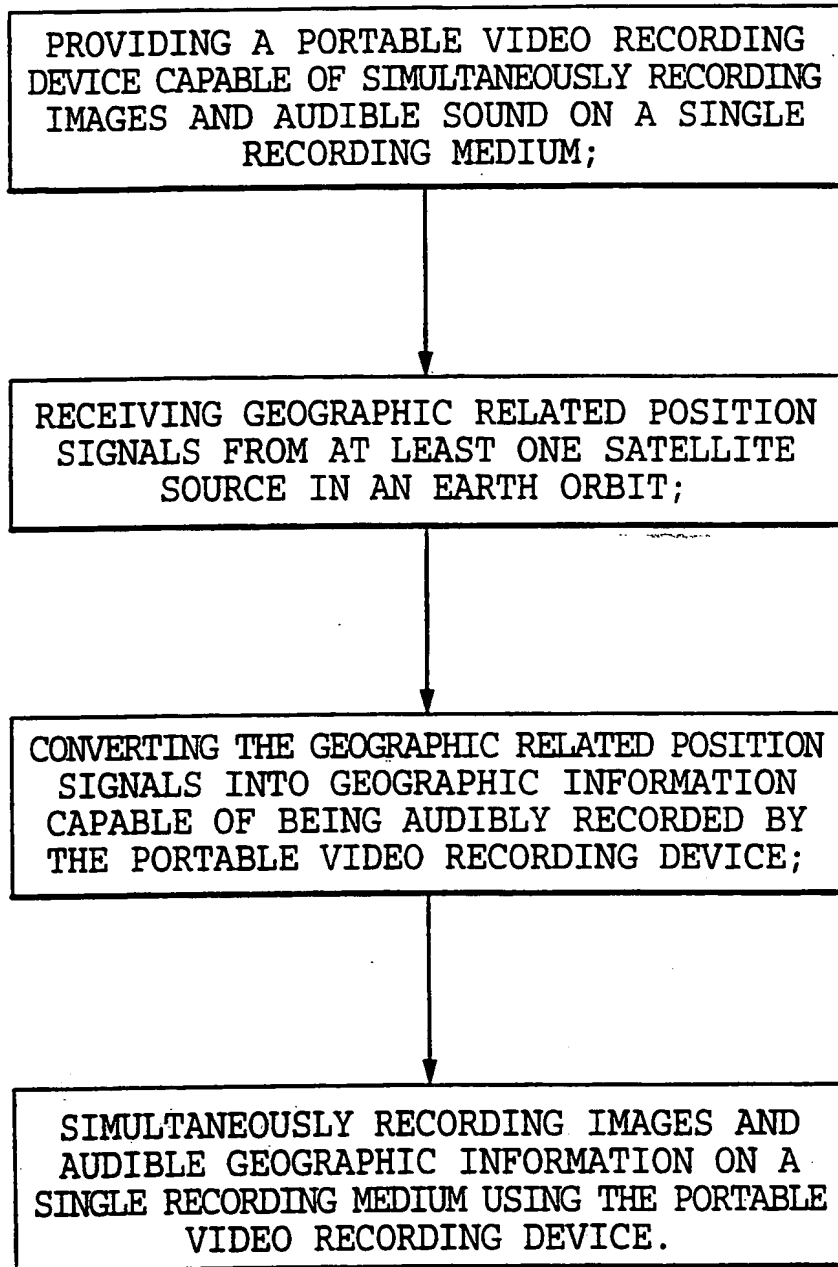 PROVIDING A PORTABLE VIDEO RECORDING
DEVICE CAPABLE OF SIMULTANEOUSLY RECORDING
IMAGES AND AUDIBLE SOUND ON A SINGLE
RECORDING MEDIUM;
RECEIVING GEOGRAPHIC RELATED POSITION
SIGNALS FROM AT LEAST ONE SATELLITE
SOURCE IN AN EARTH ORBIT;
CONVERTING THE GEOGRAPHIC RELATED POSITION
SIGNALS INTO GEOGRAPHIC INFORMATION
CAPABLE OF BEING AUDIBLY RECORDED BY
THE PORTABLE VIDEO RECORDING DEVICE;
SIMULTANEOUSLY RECORDING IMAGES AND
AUDIBLE GEOGRAPHIC INFORMATION ON A
SINGLE RECORDING MEDIUM USING THE PORTABLE
VIDEO RECORDING DEVICE.